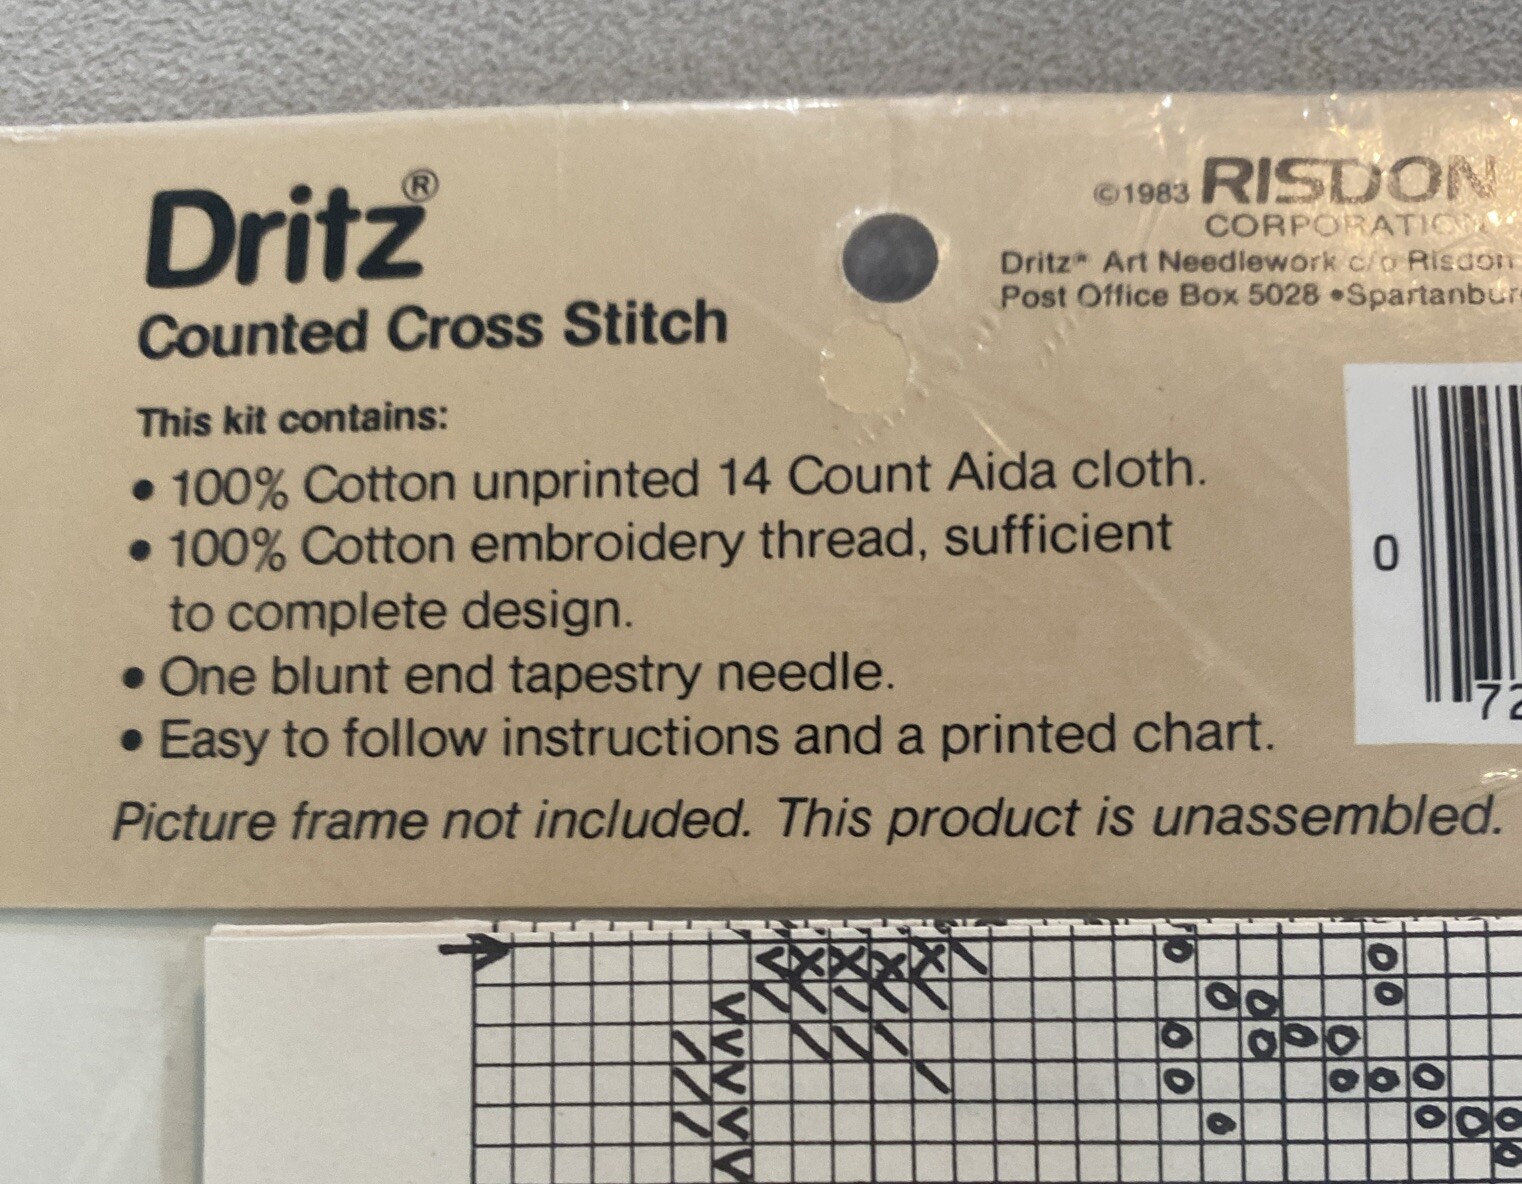 Dritz®
Counted Cross Stitch
This kit contains:
• 100% Cotton unprinted 14 Count Aida cloth.
• 100% Cotton embroidery thread, sufficient
to complete design.
• One blunt end tapestry needle.
• Easy to follow instructions and a printed chart.
Picture frame not included. This product is unassembled.
©1983 RISDON
CORPORATION
Dritz® Art Needlework c/o Risdon
Post Office Box 5028 •
0
72